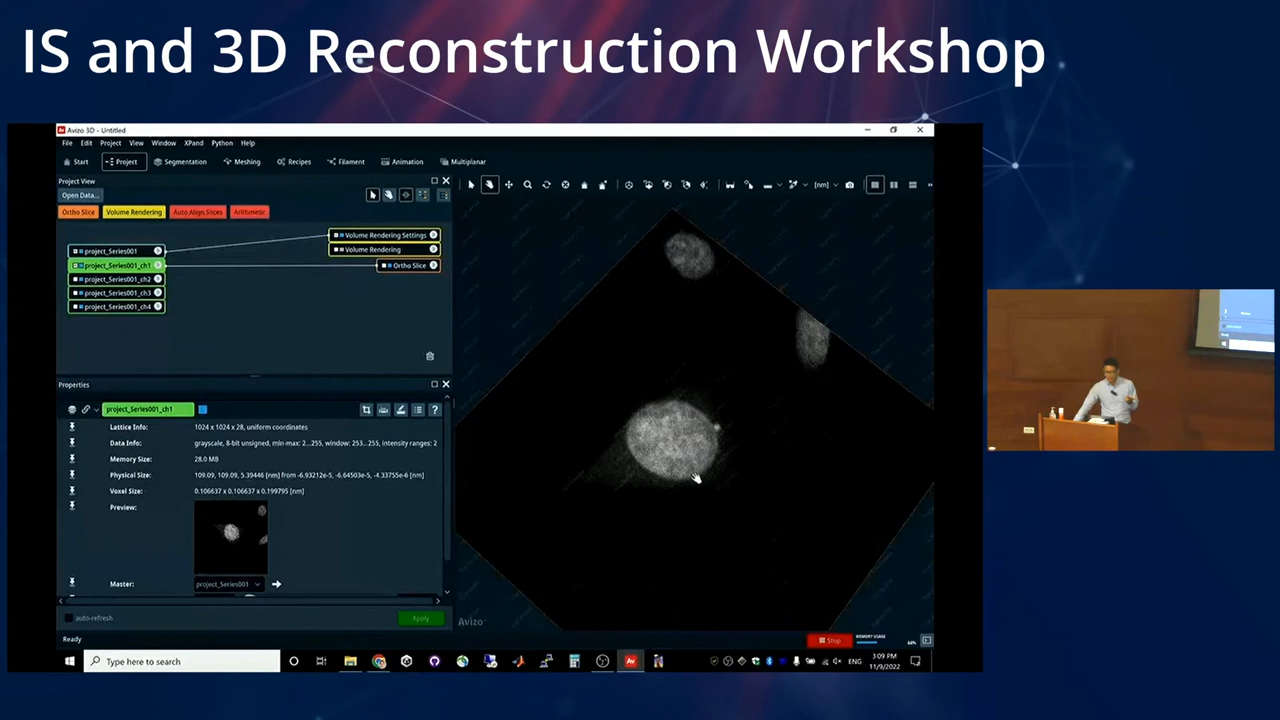 IS and 3D Reconstruction Workshop
Avizo 3D - Untitled
File Edit Project View Window XPand Python Help
Start Project Segmentation Meshing Recipes Filament Animation Multiplanar
Project View
Open Data...
[nm]
Ortho Slice Volume Rendering Auto Align Slices Arithmetic
Volume Rendering Settings
project_Series001
Volume Rendering
project_Series001_ch1
Ortho Slice
project_Series001_ch2
project_Series001_ch3
project_Series001_ch4
Properties
project_Series001_ch1
Lattice Info: 1024 x 1024 x 28, uniform coordinates
Data Info: grayscale, 8-bit unsigned, min-max: 2...255, window: 253...255, intensity ranges: 2
Memory Size: 28.0 MB
Physical Size: 109.09, 109.09, 5.39446 [nm] from -6.93212e-5, -6.64503e-5, -4.33755e-6 [nm]
Voxel Size: 0.106637 x 0.106637 x 0.199795 [nm]
Preview:
Master: project_Series001
auto-refresh
Apply
Avizo
Ready
Stop
MEMORY USAGE
Type here to search
ENG
3:09 PM
11/9/2022